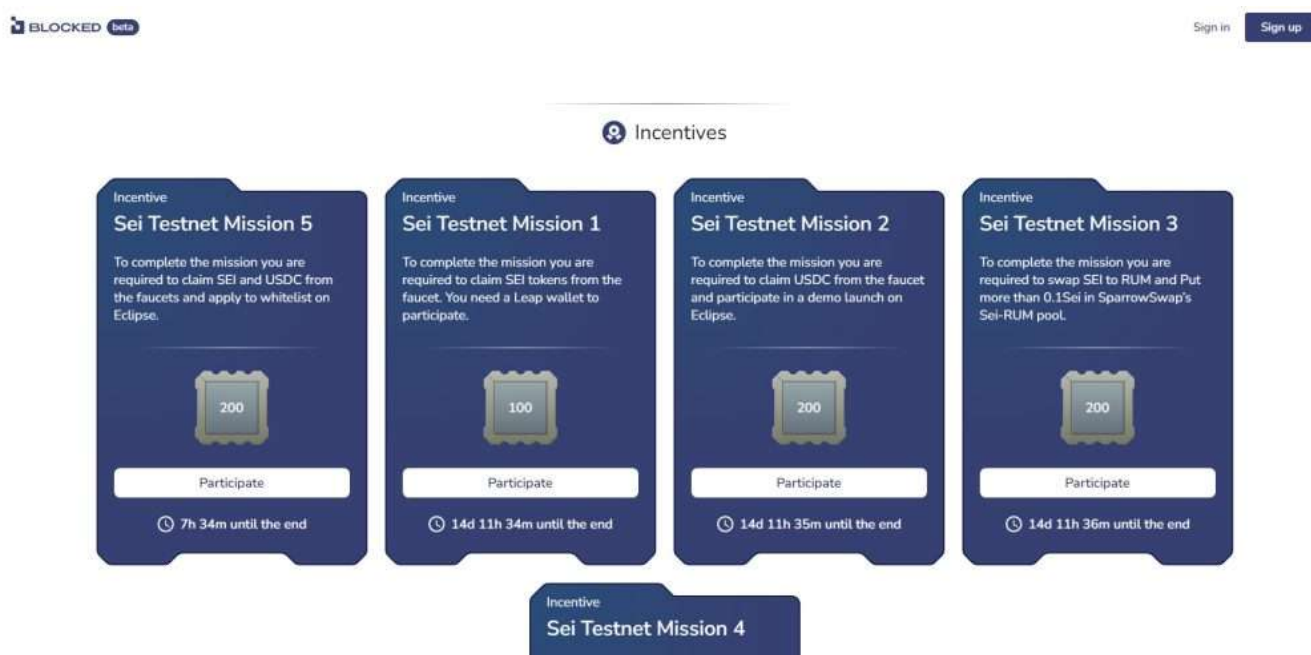 BLOCKED beta
Sign in
Sign up
Incentives
Incentive
Sei Testnet Mission 5
To complete the mission you are
required to claim SEI and USDC from
the faucets and apply to whitelist on
Eclipse.
200
Participate
7h 34m until the end
Incentive
Sei Testnet Mission 1
To complete the mission you are
required to claim SEI tokens from the
faucet. You need a Leap wallet to
participate.
100
Participate
14d 11h 34m until the end
Incentive
Sei Testnet Mission 2
To complete the mission you are
required to claim USDC from the faucet
and participate in a demo launch on
Eclipse.
200
Participate
14d 11h 35m until the end
Incentive
Sei Testnet Mission 3
To complete the mission you are
required to swap SEI to RUM and Put
more than 0.1Sei in SparrowSwap's
Sei-RUM pool.
200
Participate
14d 11h 36m until the end
Incentive
Sei Testnet Mission 4